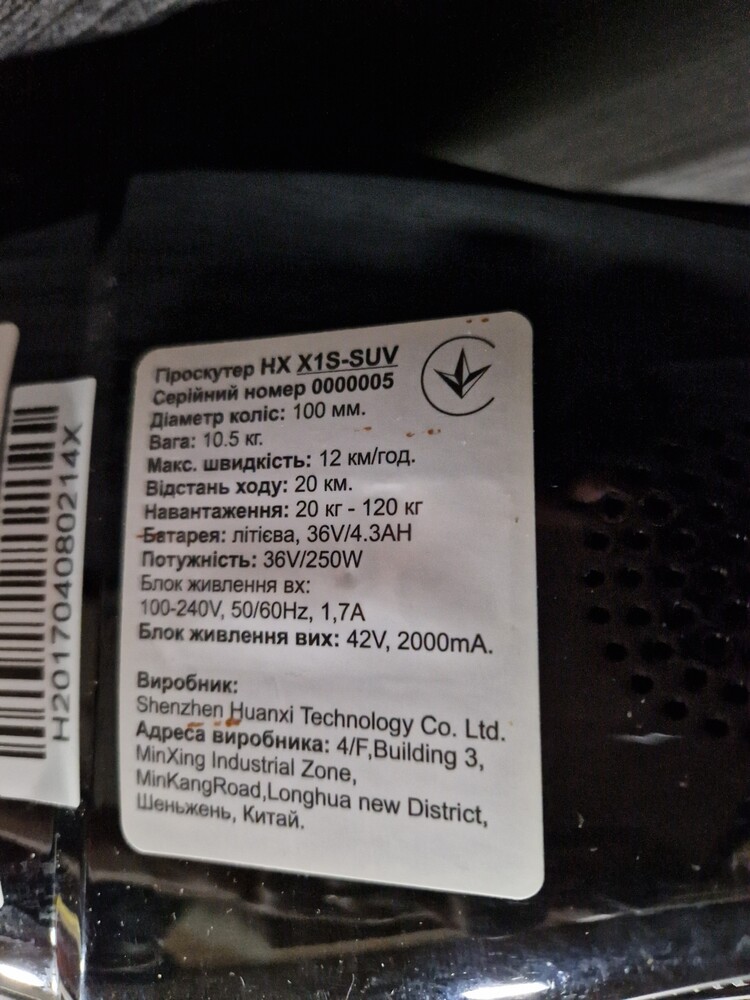 Гіроскутер HX X1S-SUV
Серійний номер 0000005
Діаметр коліс: 100 мм.
Вага: 10.5 кг.
Макс. швидкість: 12 км/год.
Відстань ходу: 20 км.
Навантаження: 20 кг - 120 кг
Батарея: літієва, 36V/4.3AH
Потужність: 36V/250W
Блок живлення вх:
100-240V, 50/60Hz, 1,7A
Блок живлення вих: 42V, 2000mA.
Виробник:
Shenzhen Huanxi Technology Co. Ltd.
Адреса виробника: 4/F,Building 3,
MinXing Industrial Zone,
MinKangRoad,Longhua new District,
Шеньжень, Китай.
H201704080214X